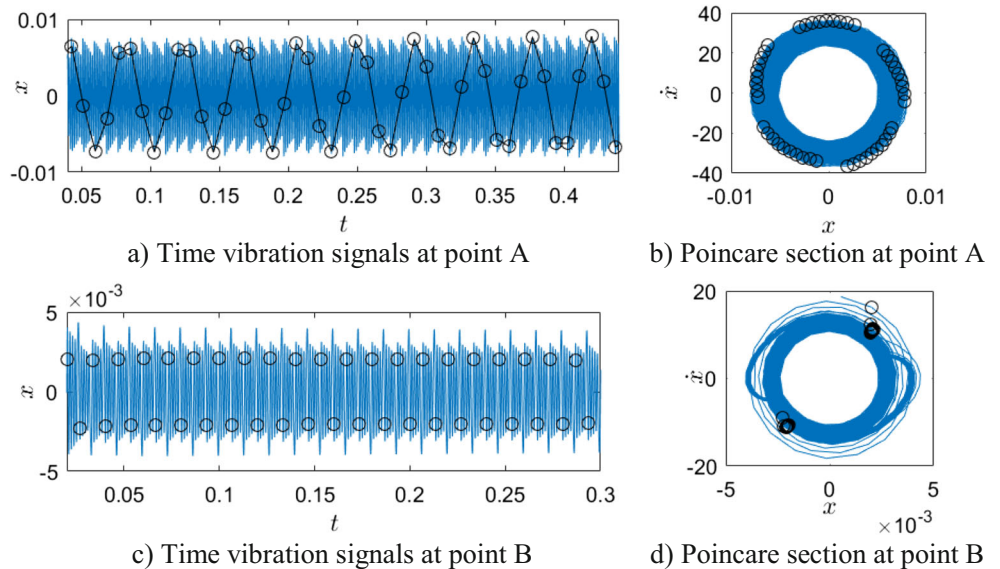 0.01
x
0
-0.01
0.05 0.1 0.15 0.2 0.25 0.3 0.35 0.4
t
a) Time vibration signals at point A
40
20
ẋ
0
-20
-40
-0.01 0 0.01
x
b) Poincare section at point A
×10⁻³
5
x
0
-5
0.05 0.1 0.15 0.2 0.25 0.3
t
c) Time vibration signals at point B
20
ẋ
0
-20
-5 0 5
x
×10⁻³
d) Poincare section at point B